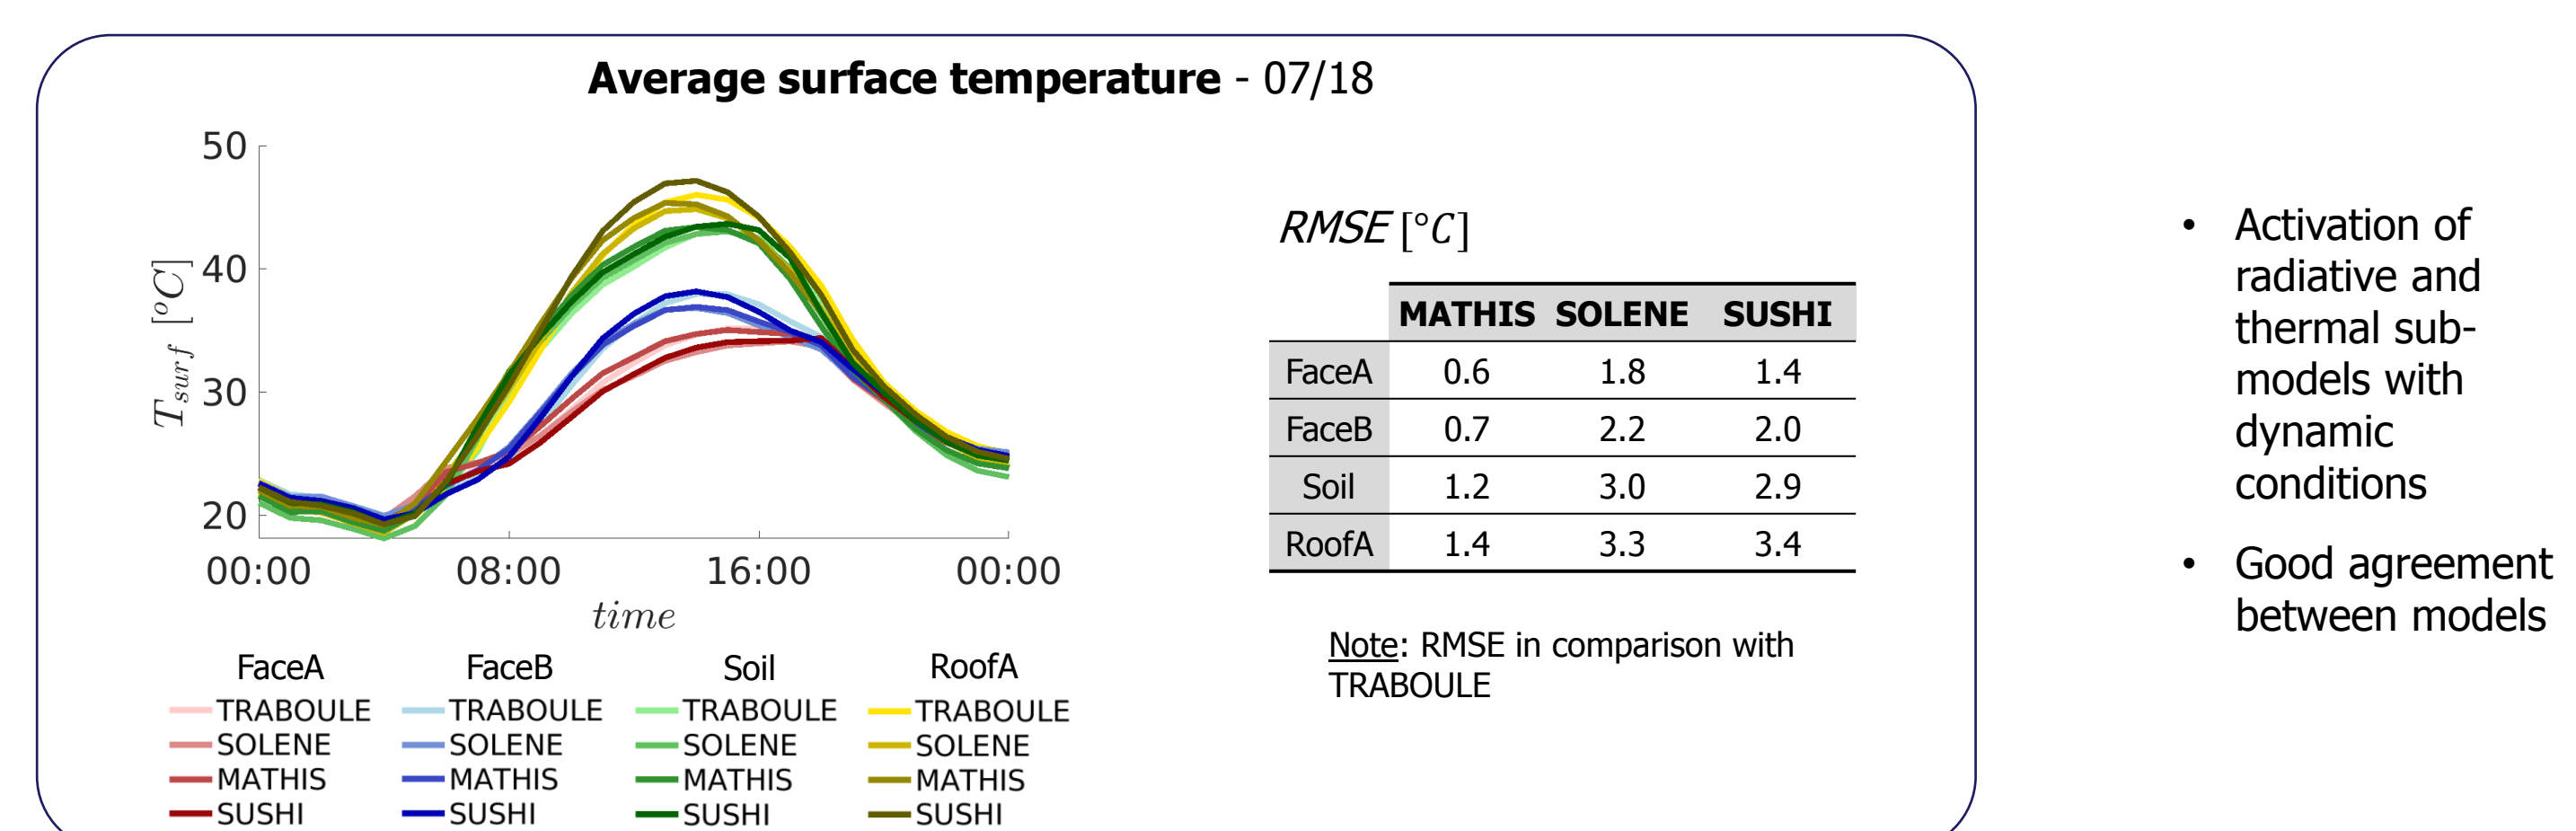 Average surface temperature - 07/18
50
40
30
20
T_surf [°C]
00:00 08:00 16:00 00:00
time
FaceA FaceB Soil RoofA
TRABOULE TRABOULE TRABOULE TRABOULE
SOLENE SOLENE SOLENE SOLENE
MATHIS MATHIS MATHIS MATHIS
SUSHI SUSHI SUSHI SUSHI
RMSE [°C]
MATHIS SOLENE SUSHI
FaceA 0.6 1.8 1.4
FaceB 0.7 2.2 2.0
Soil 1.2 3.0 2.9
RoofA 1.4 3.3 3.4
Note: RMSE in comparison with
TRABOULE
• Activation of
radiative and
thermal sub-
models with
dynamic
conditions
• Good agreement
between models